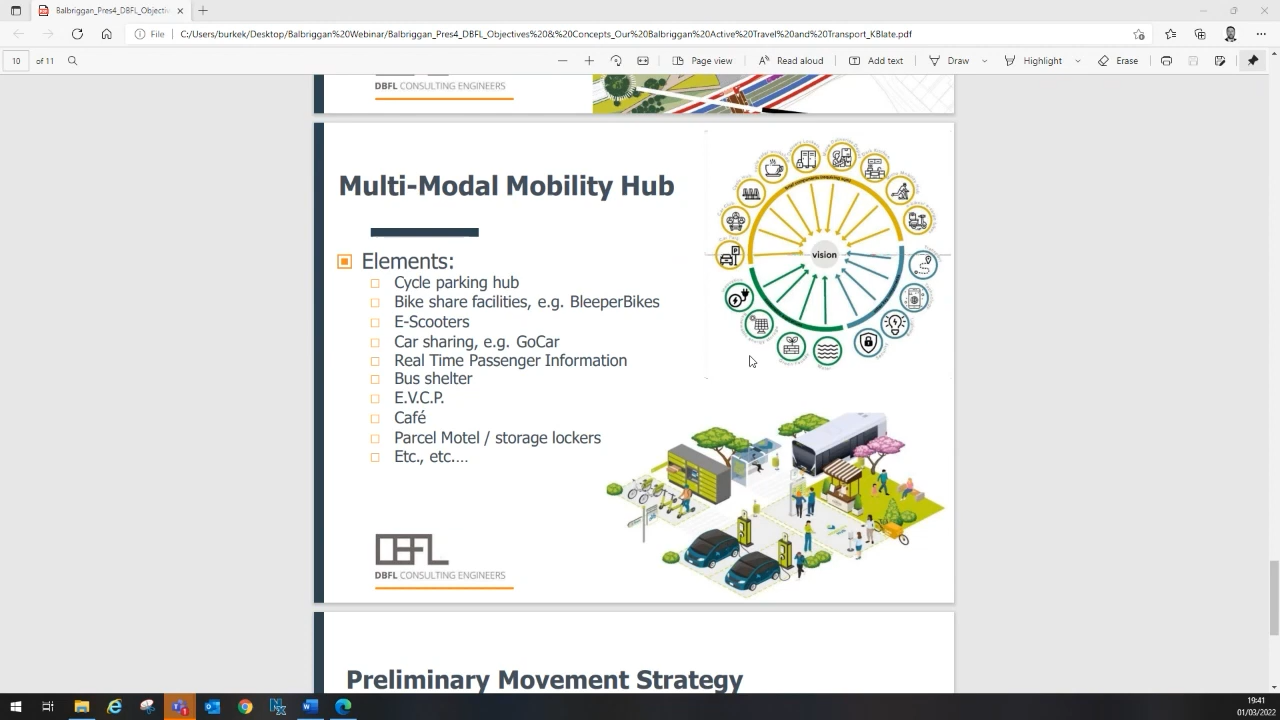 Balbriggan_Pres4_DBFL_Objecti
File
C:/Users/burkek/Desktop/Balbriggan%20Webinar/Balbriggan_Pres4_DBFL_Objectives%20&%20Concepts_Our%20Balbriggan%20Active%20Travel%20and%20Transport_KBlate.pdf
10 of 11
Page view
Read aloud
Add text
Draw
Highlight
Erase
DBFL CONSULTING ENGINEERS
Multi-Modal Mobility Hub
Elements:
Cycle parking hub
Bike share facilities, e.g. BleeperBikes
E-Scooters
Car sharing, e.g. GoCar
Real Time Passenger Information
Bus shelter
E.V.C.P.
Café
Parcel Motel / storage lockers
Etc., etc....
vision
DBFL
DBFL CONSULTING ENGINEERS
Preliminary Movement Strategy
19:41
01/03/2022